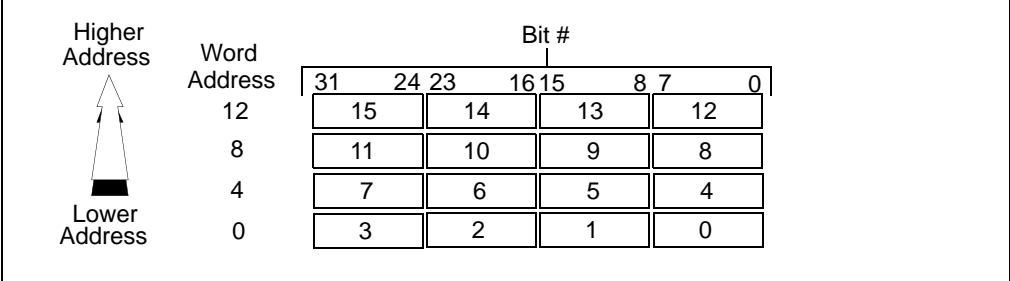 Higher
Address
Word
Address
Bit #
31 24 23 16 15 8 7 0
12 15 14 13 12
8 11 10 9 8
4 7 6 5 4
Lower
Address
0 3 2 1 0